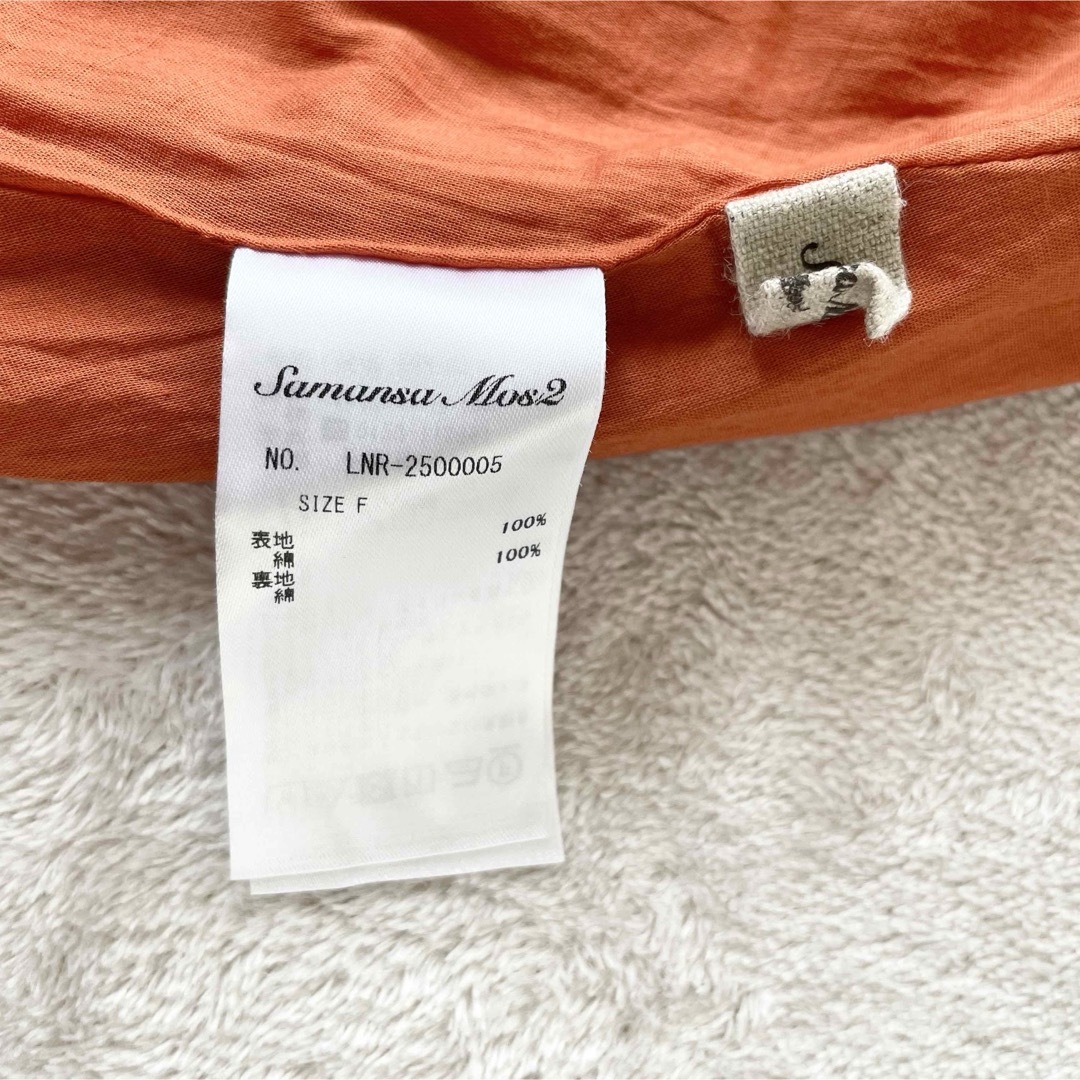 Samansa Mos2
NO. LNR-2500005
SIZE F
表地
綿 100%
裏地
綿 100%